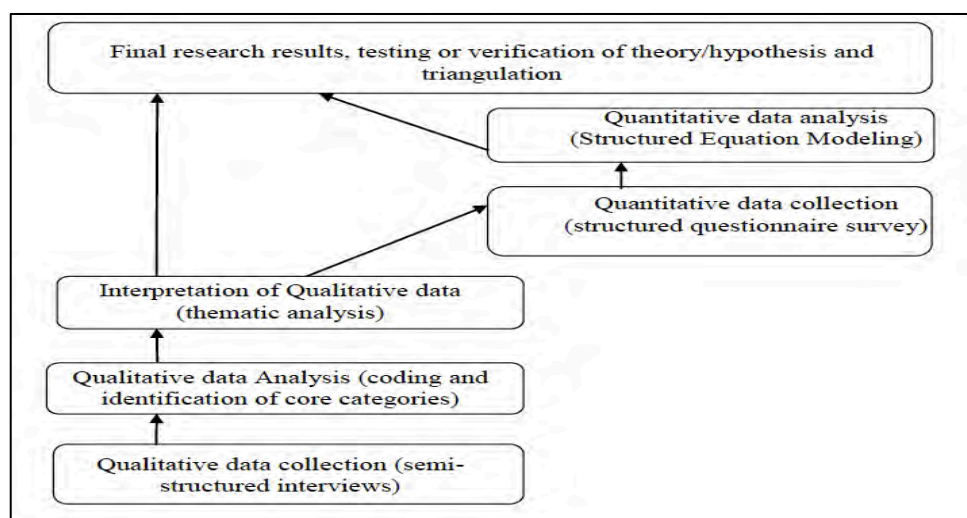 Final research results, testing or verification of theory/hypothesis and
triangulation
Quantitative data analysis
(Structured Equation Modeling)
Quantitative data collection
(structured questionnaire survey)
Interpretation of Qualitative data
(thematic analysis)
Qualitative data Analysis (coding and
identification of core categories)
Qualitative data collection (semi-
structured interviews)